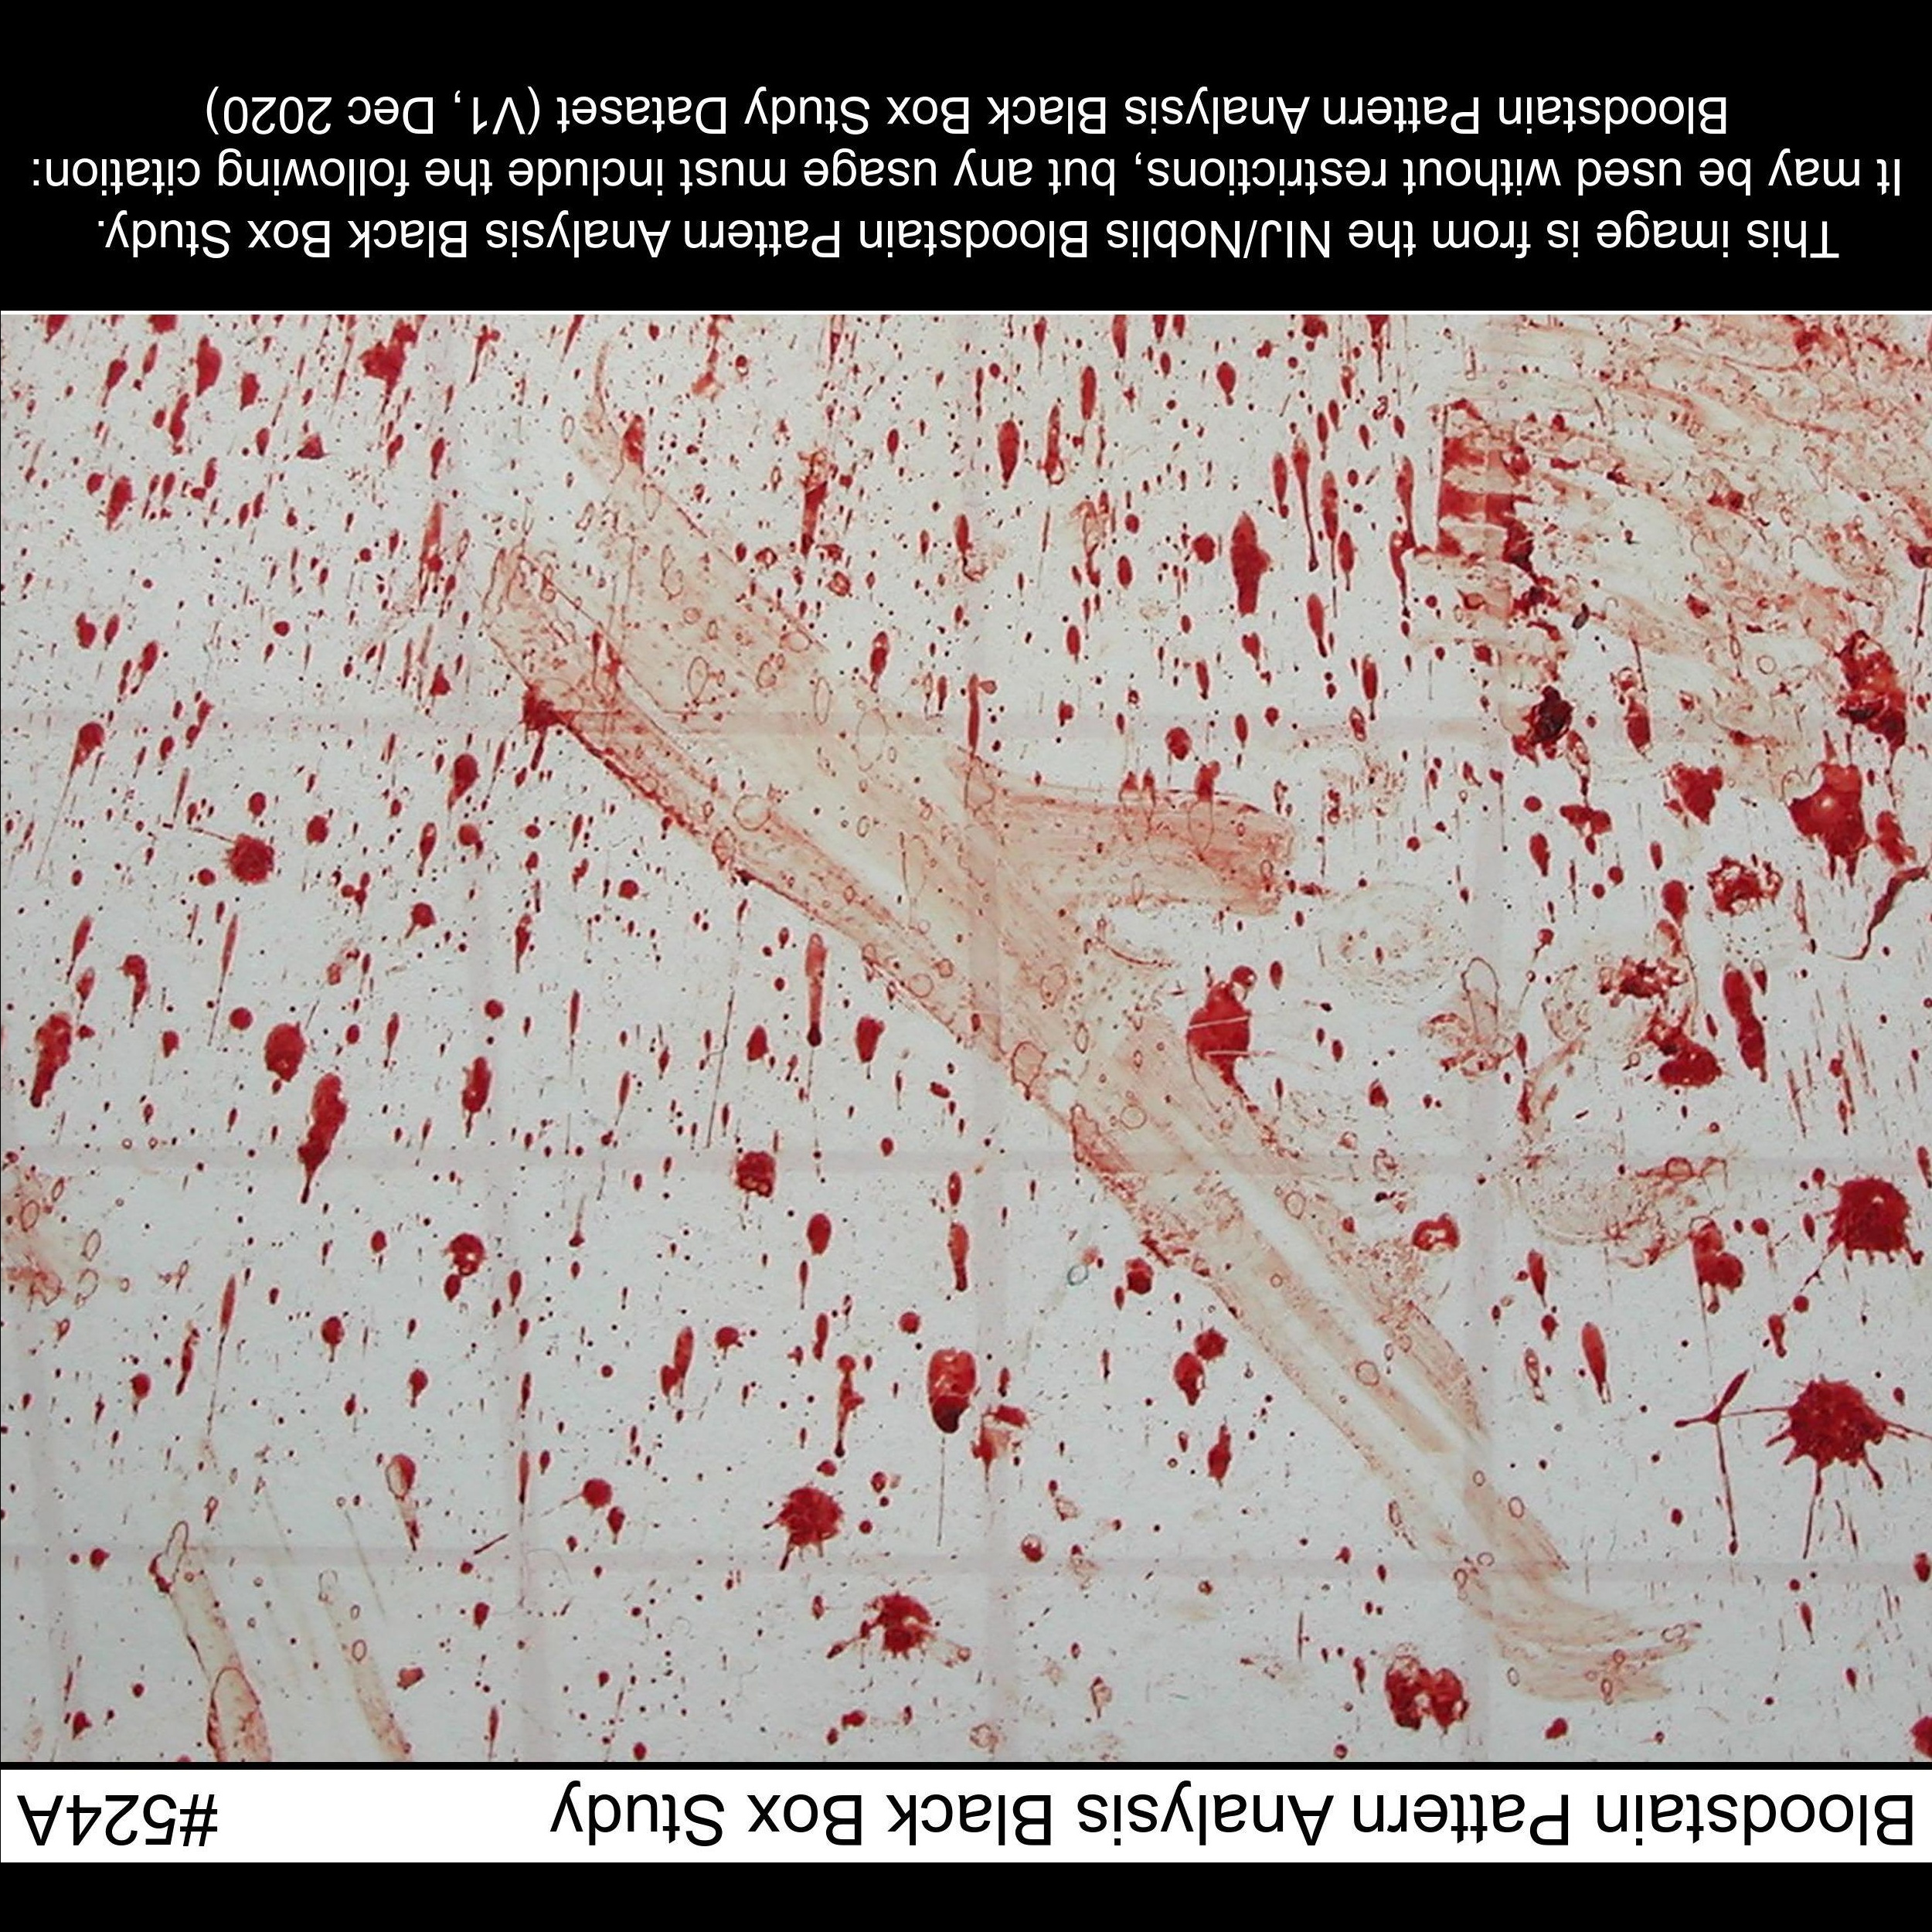 Bloodstain Pattern Analysis Black Box Study #524A
This image is from the NIJ/Noblis Bloodstain Pattern Analysis Black Box Study.
It may be used without restrictions, but any usage must include the following citation:
Bloodstain Pattern Analysis Black Box Study Dataset (V1, Dec 2020)